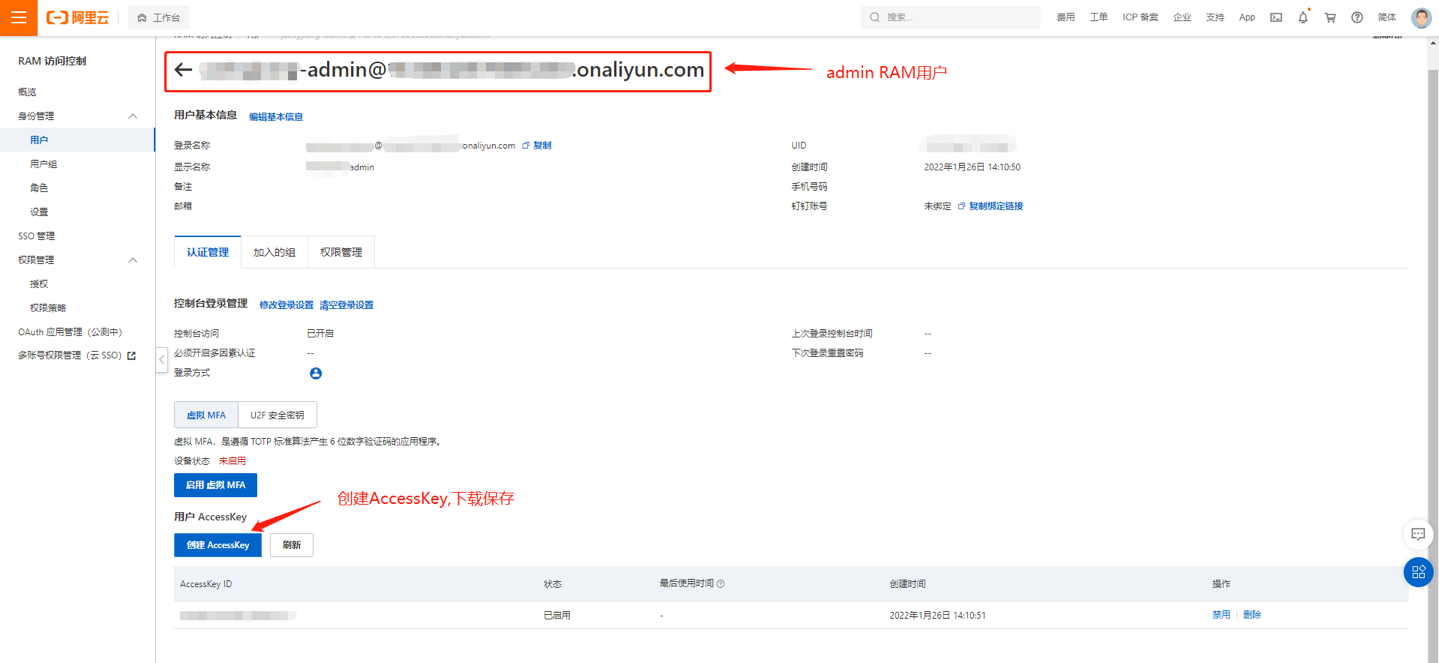 阿里云
工作台
搜索...
费用 工单 ICP 备案 企业 支持 App 简体
RAM 访问控制
概览
身份管理
用户
用户组
角色
设置
SSO 管理
权限管理
授权
权限策略
OAuth 应用管理（公测中）
多账号权限管理（云 SSO）
-admin@ .onaliyun.com
admin RAM用户
用户基本信息 编辑基本信息
登录名称 @ onaliyun.com 复制 UID
显示名称 admin 创建时间 2022年1月26日 14:10:50
备注 手机号码
邮箱 钉钉账号 未绑定 复制绑定链接
认证管理 加入的组 权限管理
控制台登录管理 修改登录设置 清空登录设置
控制台访问 已开启 上次登录控制台时间 --
必须开启多因素认证 -- 下次登录重置密码 --
登录方式
虚拟 MFA U2F 安全密钥
虚拟 MFA，是遵循 TOTP 标准算法产生 6 位数字验证码的应用程序。
设备状态 未启用
启用 虚拟 MFA
创建AccessKey,下载保存
用户 AccessKey
创建 AccessKey 刷新
AccessKey ID 状态 最后使用时间 创建时间 操作
已启用 - 2022年1月26日 14:10:51 禁用 删除